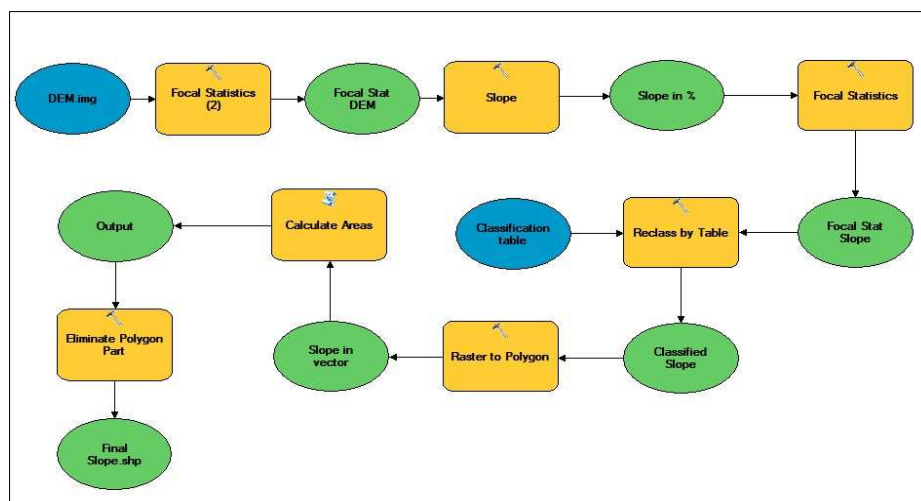 DEM.img
Focal Statistics
(2)
Focal Stat
DEM
Slope
Slope in %
Focal Statistics
Focal Stat
Slope
Classification
table
Reclass by Table
Classified
Slope
Raster to Polygon
Slope in
vector
Calculate Areas
Output
Eliminate Polygon
Part
Final
Slope.shp